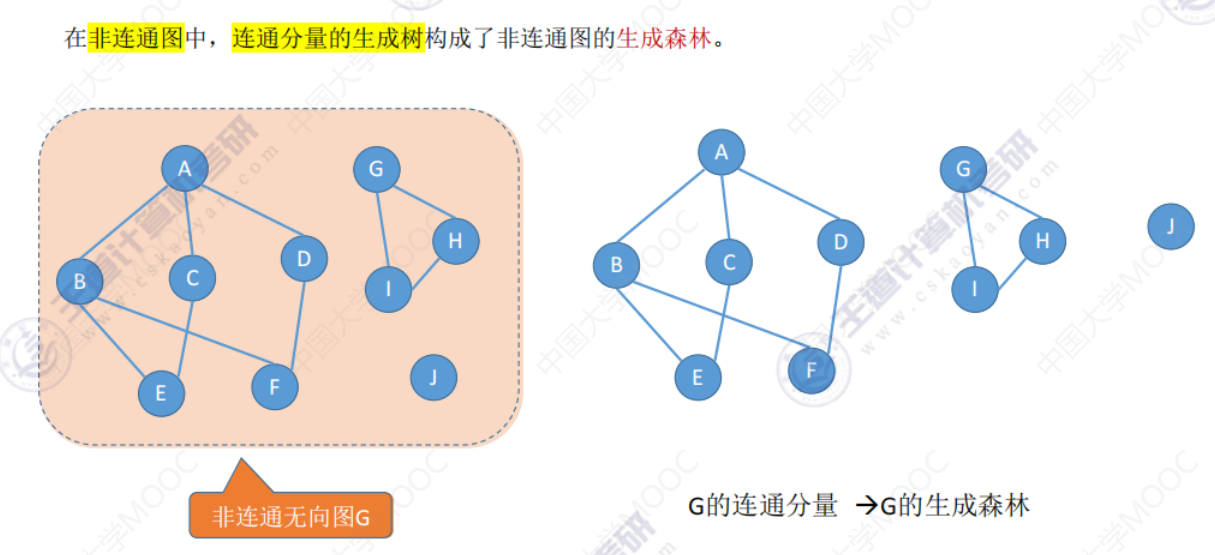 在非连通图中，连通分量的生成树构成了非连通图的生成森林。
A
G
H
B
C
D
I
E
F
J
非连通无向图G
A
G
J
B
C
D
H
I
E
F
G的连通分量 →G的生成森林
中国大学MOOC
王道计算机考研
www.cskaoyan.com